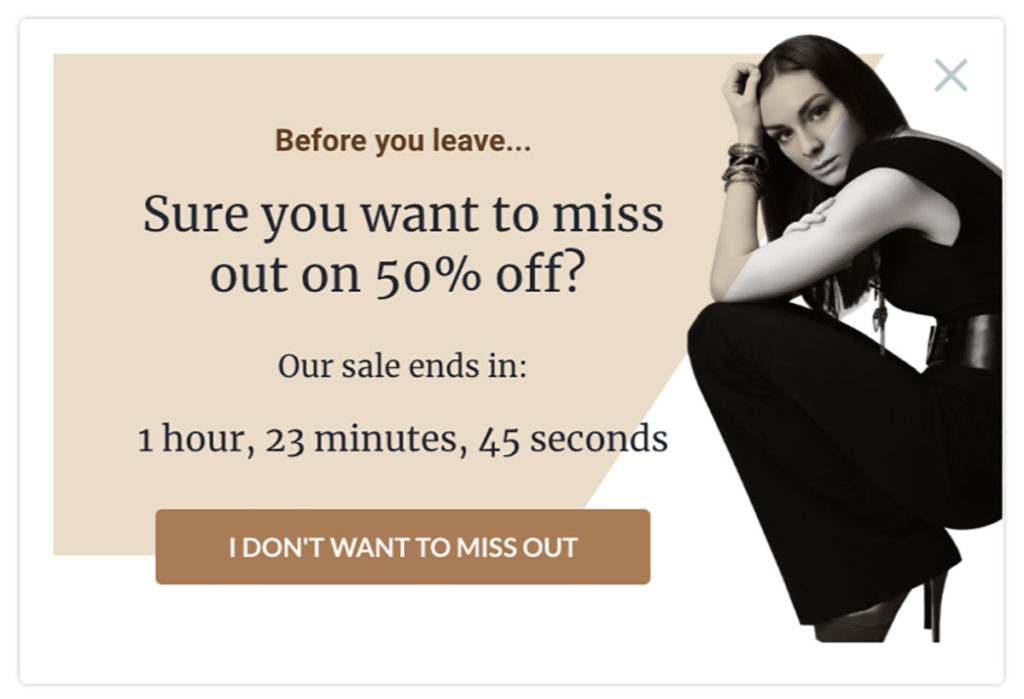 Before you leave...
Sure you want to miss
out on 50% off?
Our sale ends in:
1 hour, 23 minutes, 45 seconds
I DON'T WANT TO MISS OUT